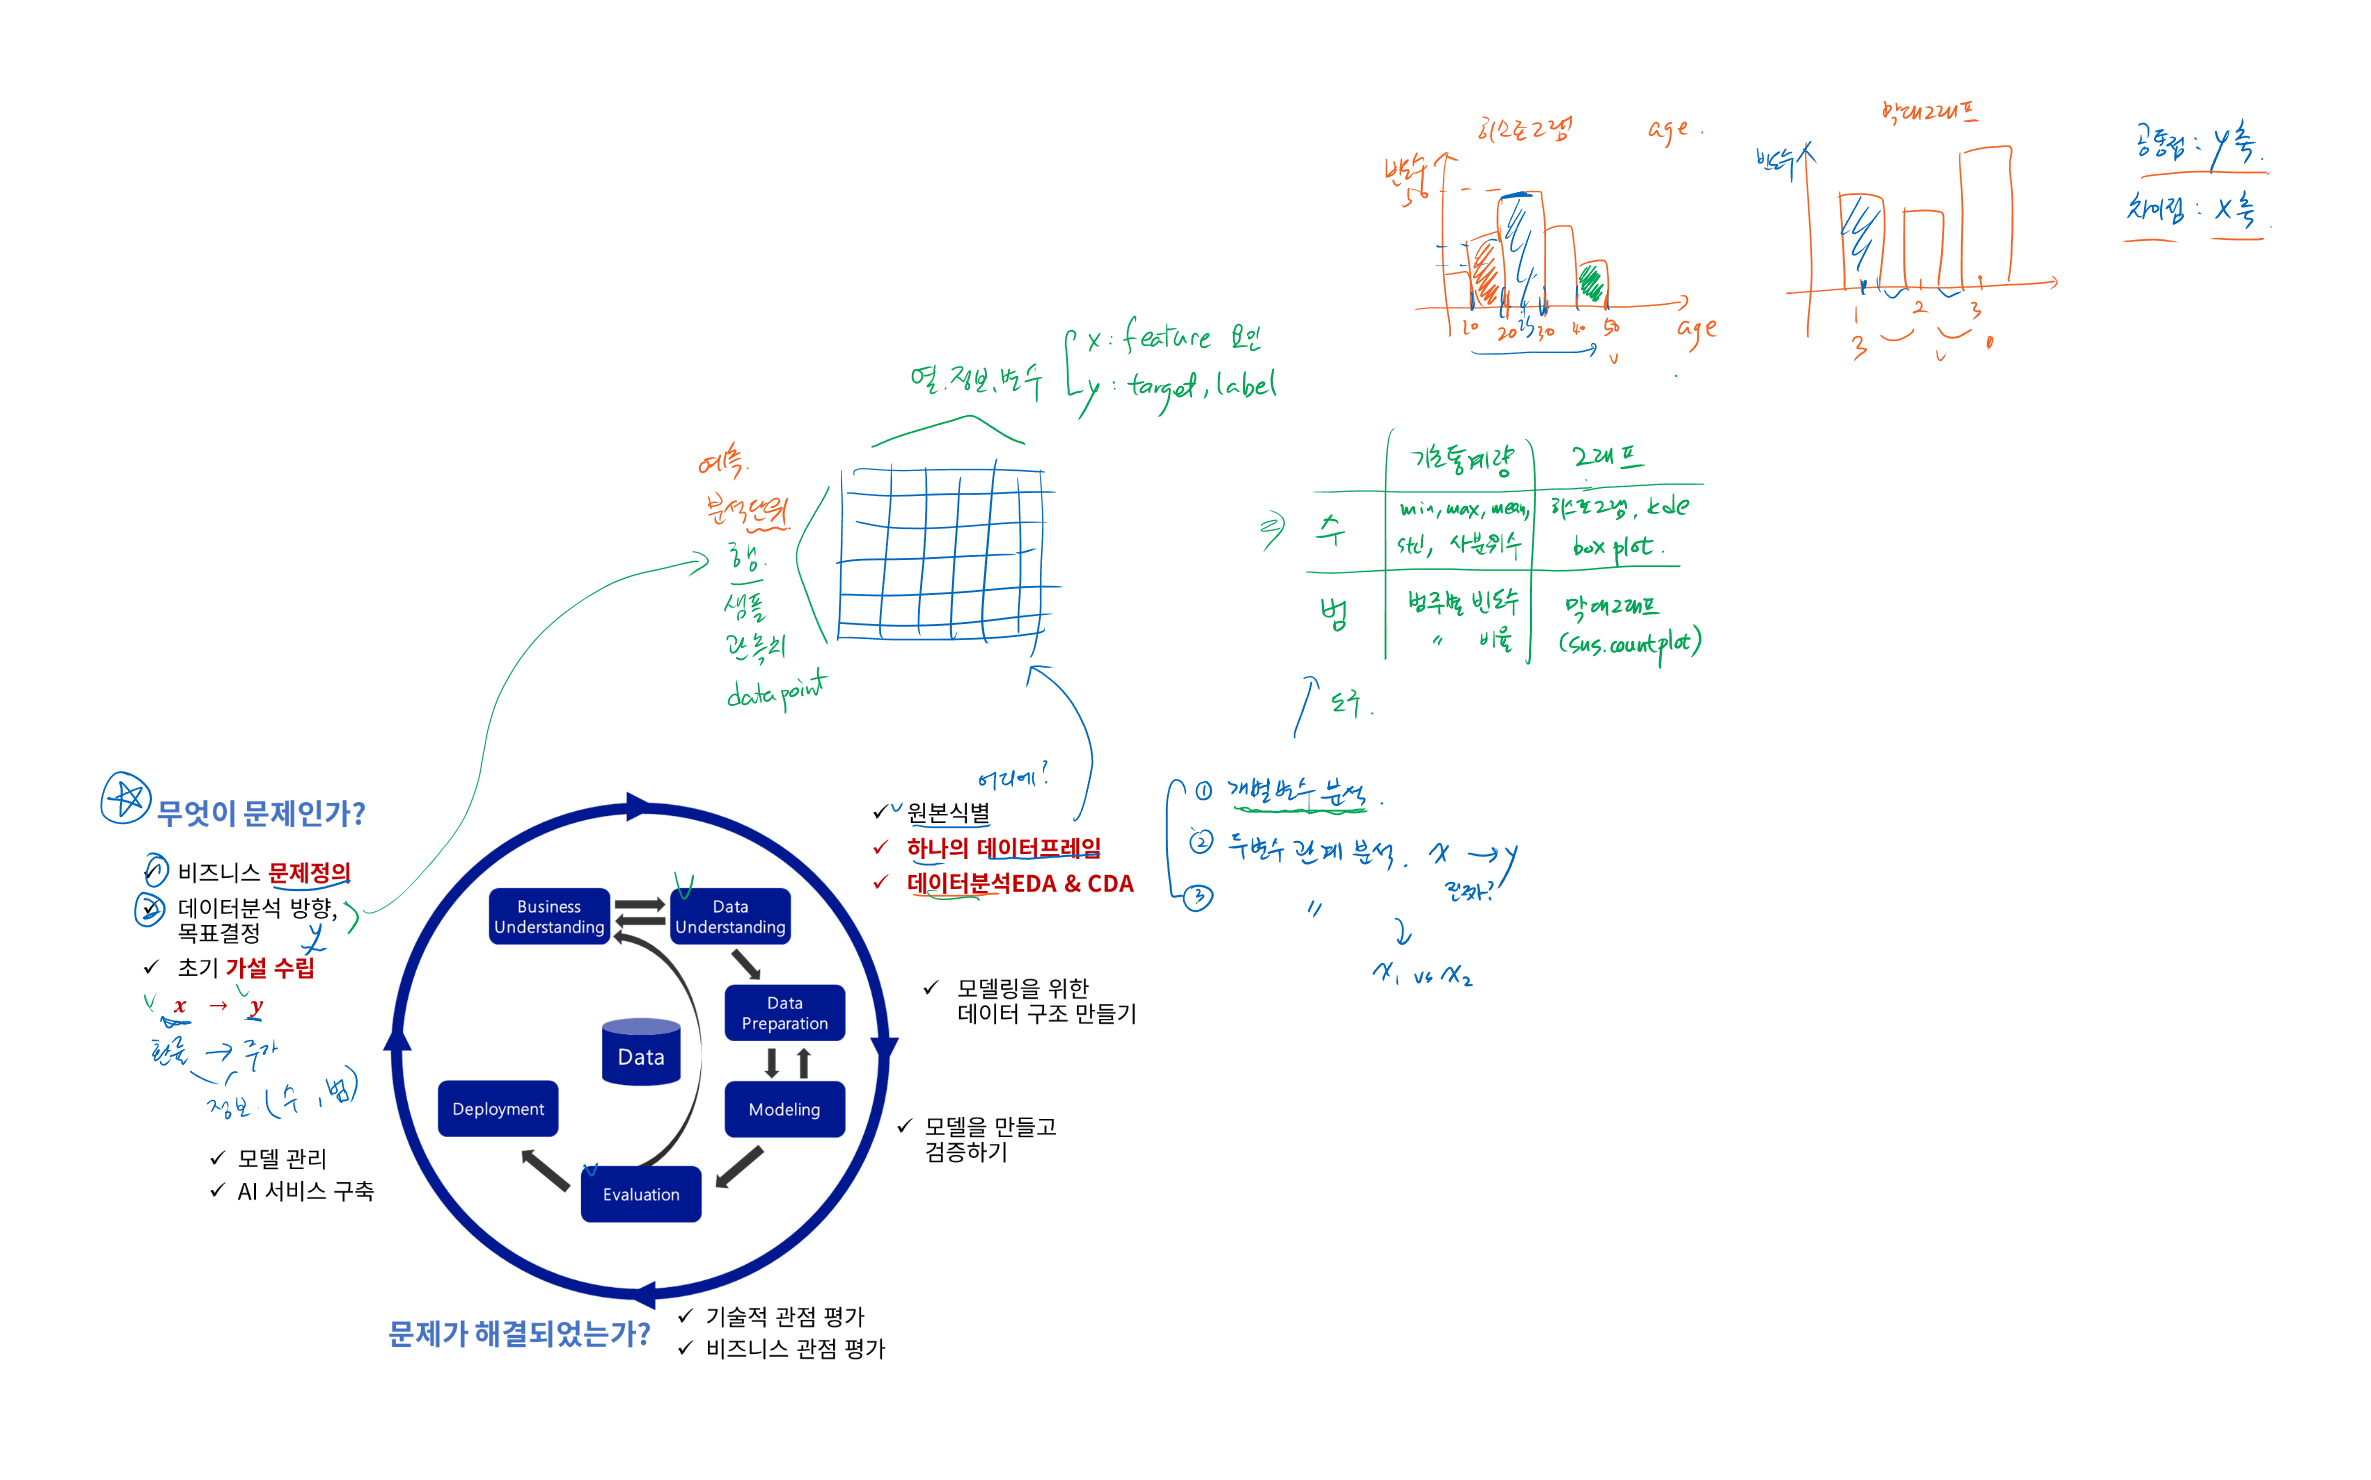 히스토그램 age.
빈도수
50
10 20 25 30 40 50 age
막대그래프
빈도수
1 2 3
3
공통점: y축.
차이점: x축
열.정보.변수
x: feature 요인
y: target, label
예측.
분석단위
행.
샘플
관측치
data point
기초통계량 그래프
수 min, max, mean, 히스토그램, kde
std, 사분위수 box plot.
범 범주별 빈도수 막대그래프
〃 비율 (sns.countplot)
도구.
① 개별변수 분석.
② 두변수 관계 분석. x → y
진짜?
③ 〃
x₁ vs x₂
어디에?
무엇이 문제인가?
✓ 비즈니스 문제정의
데이터분석 방향,
목표결정 y
✓ 초기 가설 수립
x → y
환율 → 주가
정보.(수, 범)
✓ 모델 관리
✓ AI 서비스 구축
✓ 원본식별
✓ 하나의 데이터프레임
✓ 데이터분석EDA & CDA
✓ 모델링을 위한
데이터 구조 만들기
✓ 모델을 만들고
검증하기
Business
Understanding
Data
Understanding
Data
Preparation
Data
Modeling
Deployment
Evaluation
문제가 해결되었는가?
✓ 기술적 관점 평가
✓ 비즈니스 관점 평가